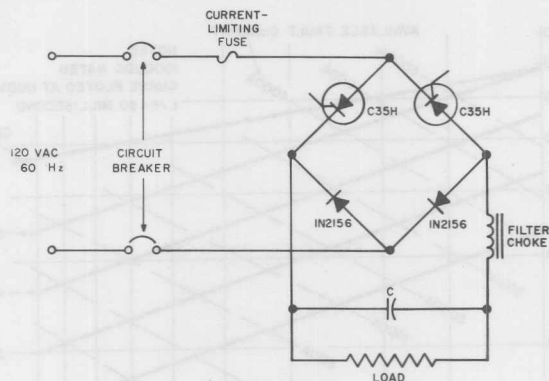 CURRENT-
LIMITING
FUSE
C35H
C35H
120 VAC
60 Hz
CIRCUIT
BREAKER
IN2156
IN2156
FILTER
CHOKE
C
LOAD